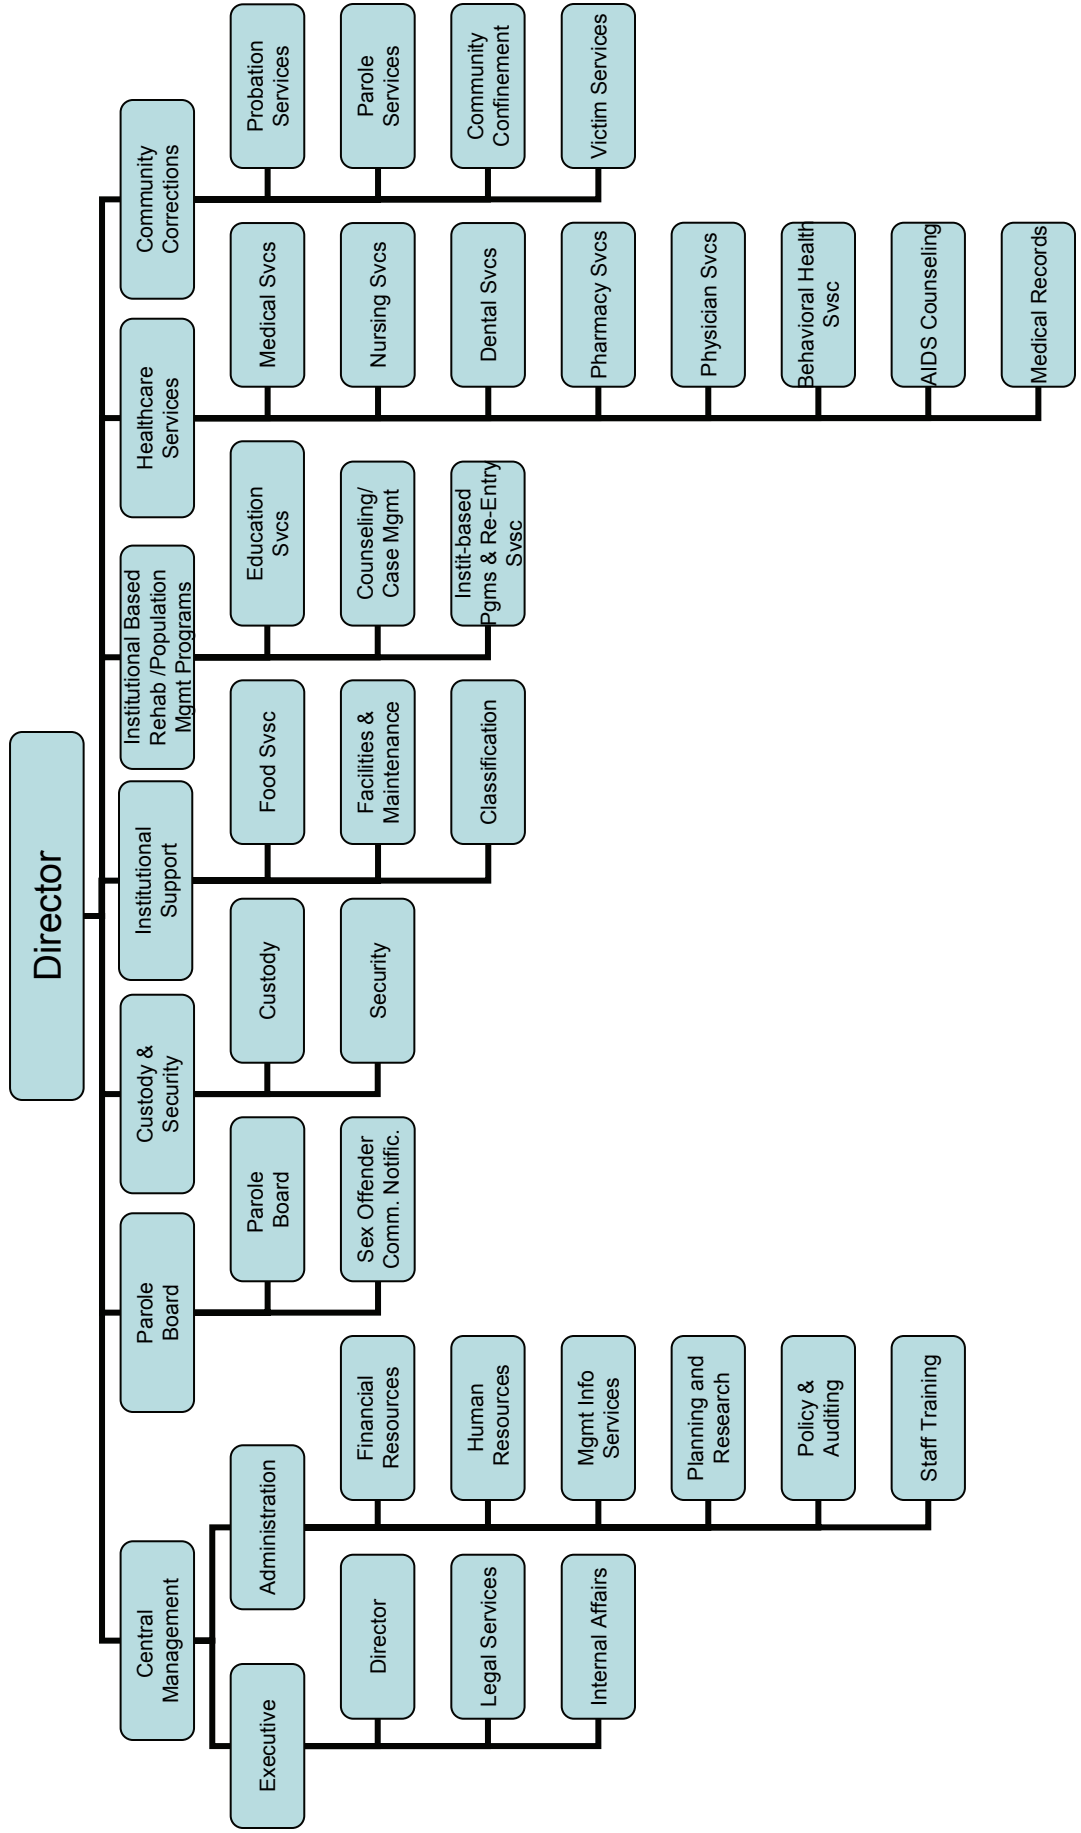 Director
Central
Management
Executive
Director
Legal Services
Internal Affairs
Administration
Financial
Resources
Human
Resources
Mgmt Info
Services
Planning and
Research
Policy &
Auditing
Staff Training
Parole
Board
Parole
Board
Sex Offender
Comm. Notific.
Custody &
Security
Custody
Security
Institutional
Support
Food Svsc
Facilities &
Maintenance
Classification
Institutional Based
Rehab /Population
Mgmt Programs
Education
Svcs
Counseling/
Case Mgmt
Instit-based
Pgms & Re-Entry
Svsc
Healthcare
Services
Medical Svcs
Nursing Svcs
Dental Svcs
Pharmacy Svcs
Physician Svcs
Behavioral Health
Svsc
AIDS Counseling
Medical Records
Community
Corrections
Probation
Services
Parole
Services
Community
Confinement
Victim Services